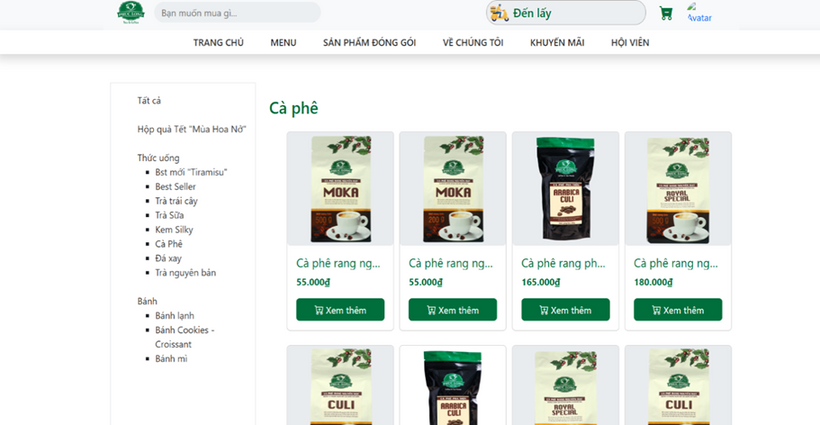 PHÚC LONG
Bạn muốn mua gì...
Đến lấy
Avatar
TRANG CHỦ
MENU
SẢN PHẨM ĐÓNG GÓI
VỀ CHÚNG TÔI
KHUYẾN MÃI
HỘI VIÊN
Tất cả
Hộp quà Tết "Mùa Hoa Nở"
Thức uống
Bst mới "Tiramisu"
Best Seller
Trà trái cây
Trà Sữa
Kem Silky
Cà Phê
Đá xay
Trà nguyên bản
Bánh
Bánh lạnh
Bánh Cookies -
Croissant
Bánh mì
Cà phê
MOKA
MOKA
ARABICA
CULI
ROYAL
SPECIAL
Cà phê rang ng...
Cà phê rang ng...
Cà phê rang ph...
Cà phê rang ng...
55.000₫
55.000₫
165.000₫
180.000₫
Xem thêm
Xem thêm
Xem thêm
Xem thêm
CULI
ARABICA
CULI
ROYAL
SPECIAL
CULI